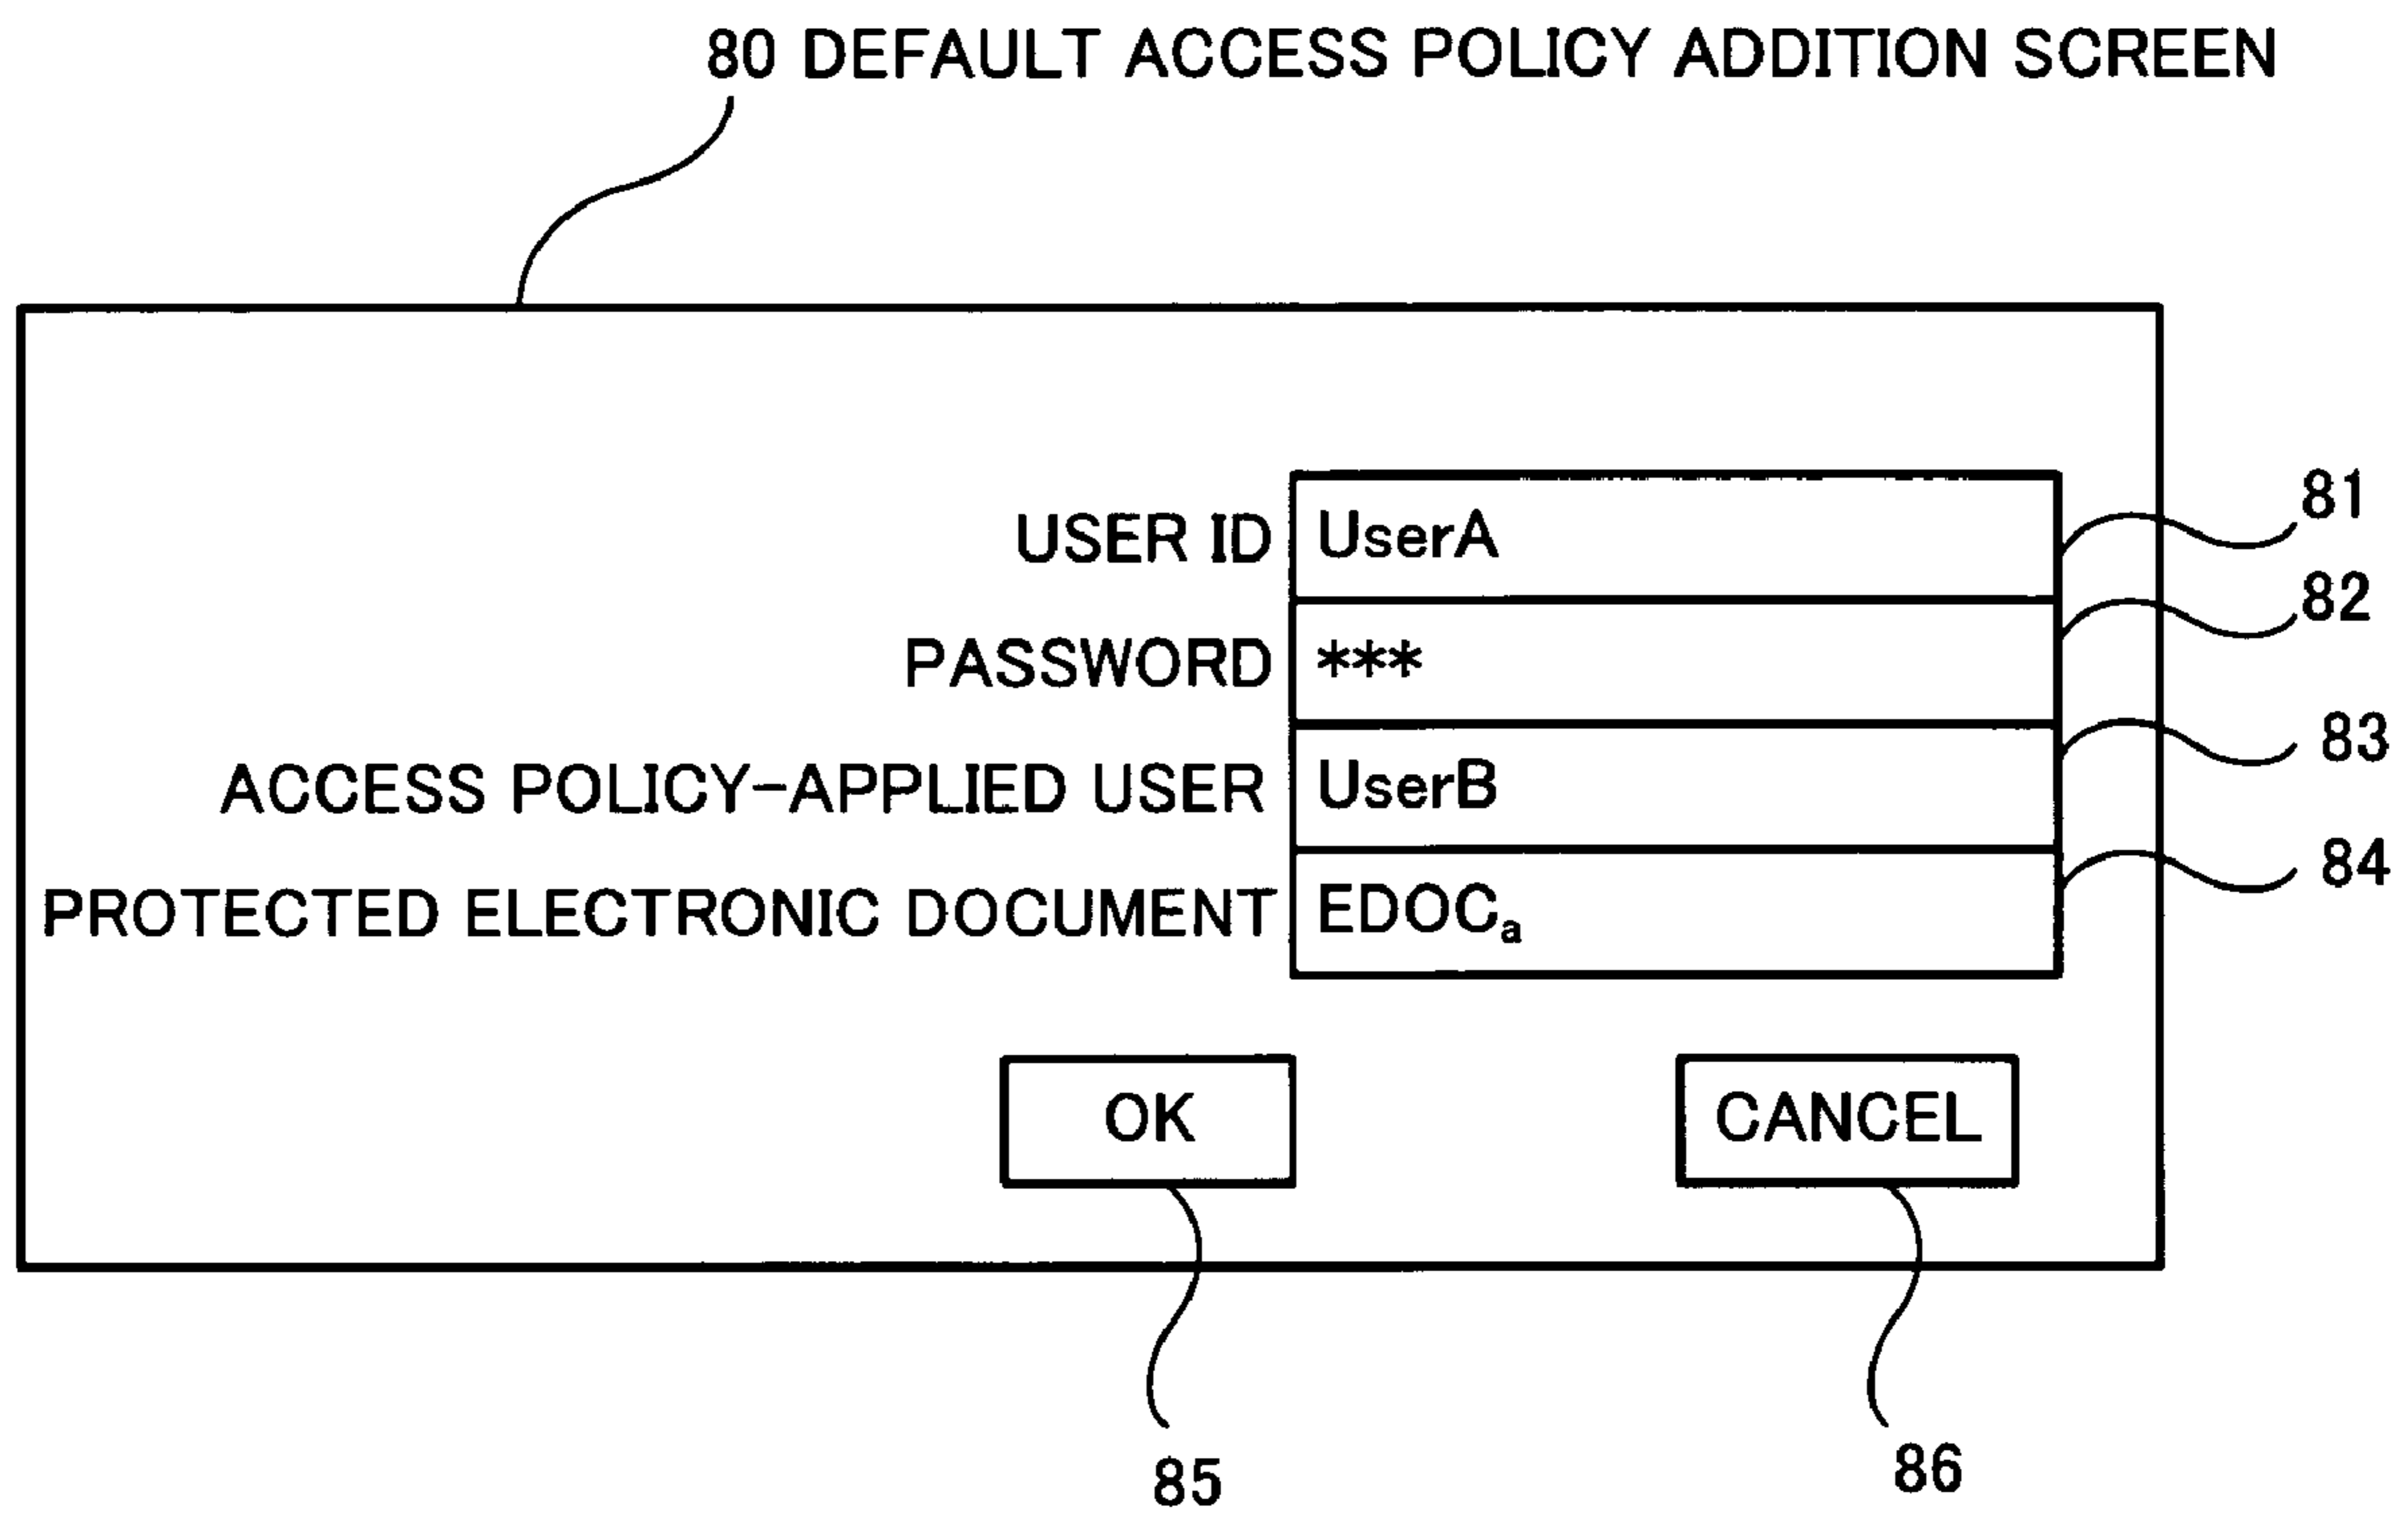 80 DEFAULT ACCESS POLICY ADDITION SCREEN
USER ID UserA 81
PASSWORD *** 82
ACCESS POLICY-APPLIED USER UserB 83
PROTECTED ELECTRONIC DOCUMENT EDOCa 84
OK CANCEL
85 86